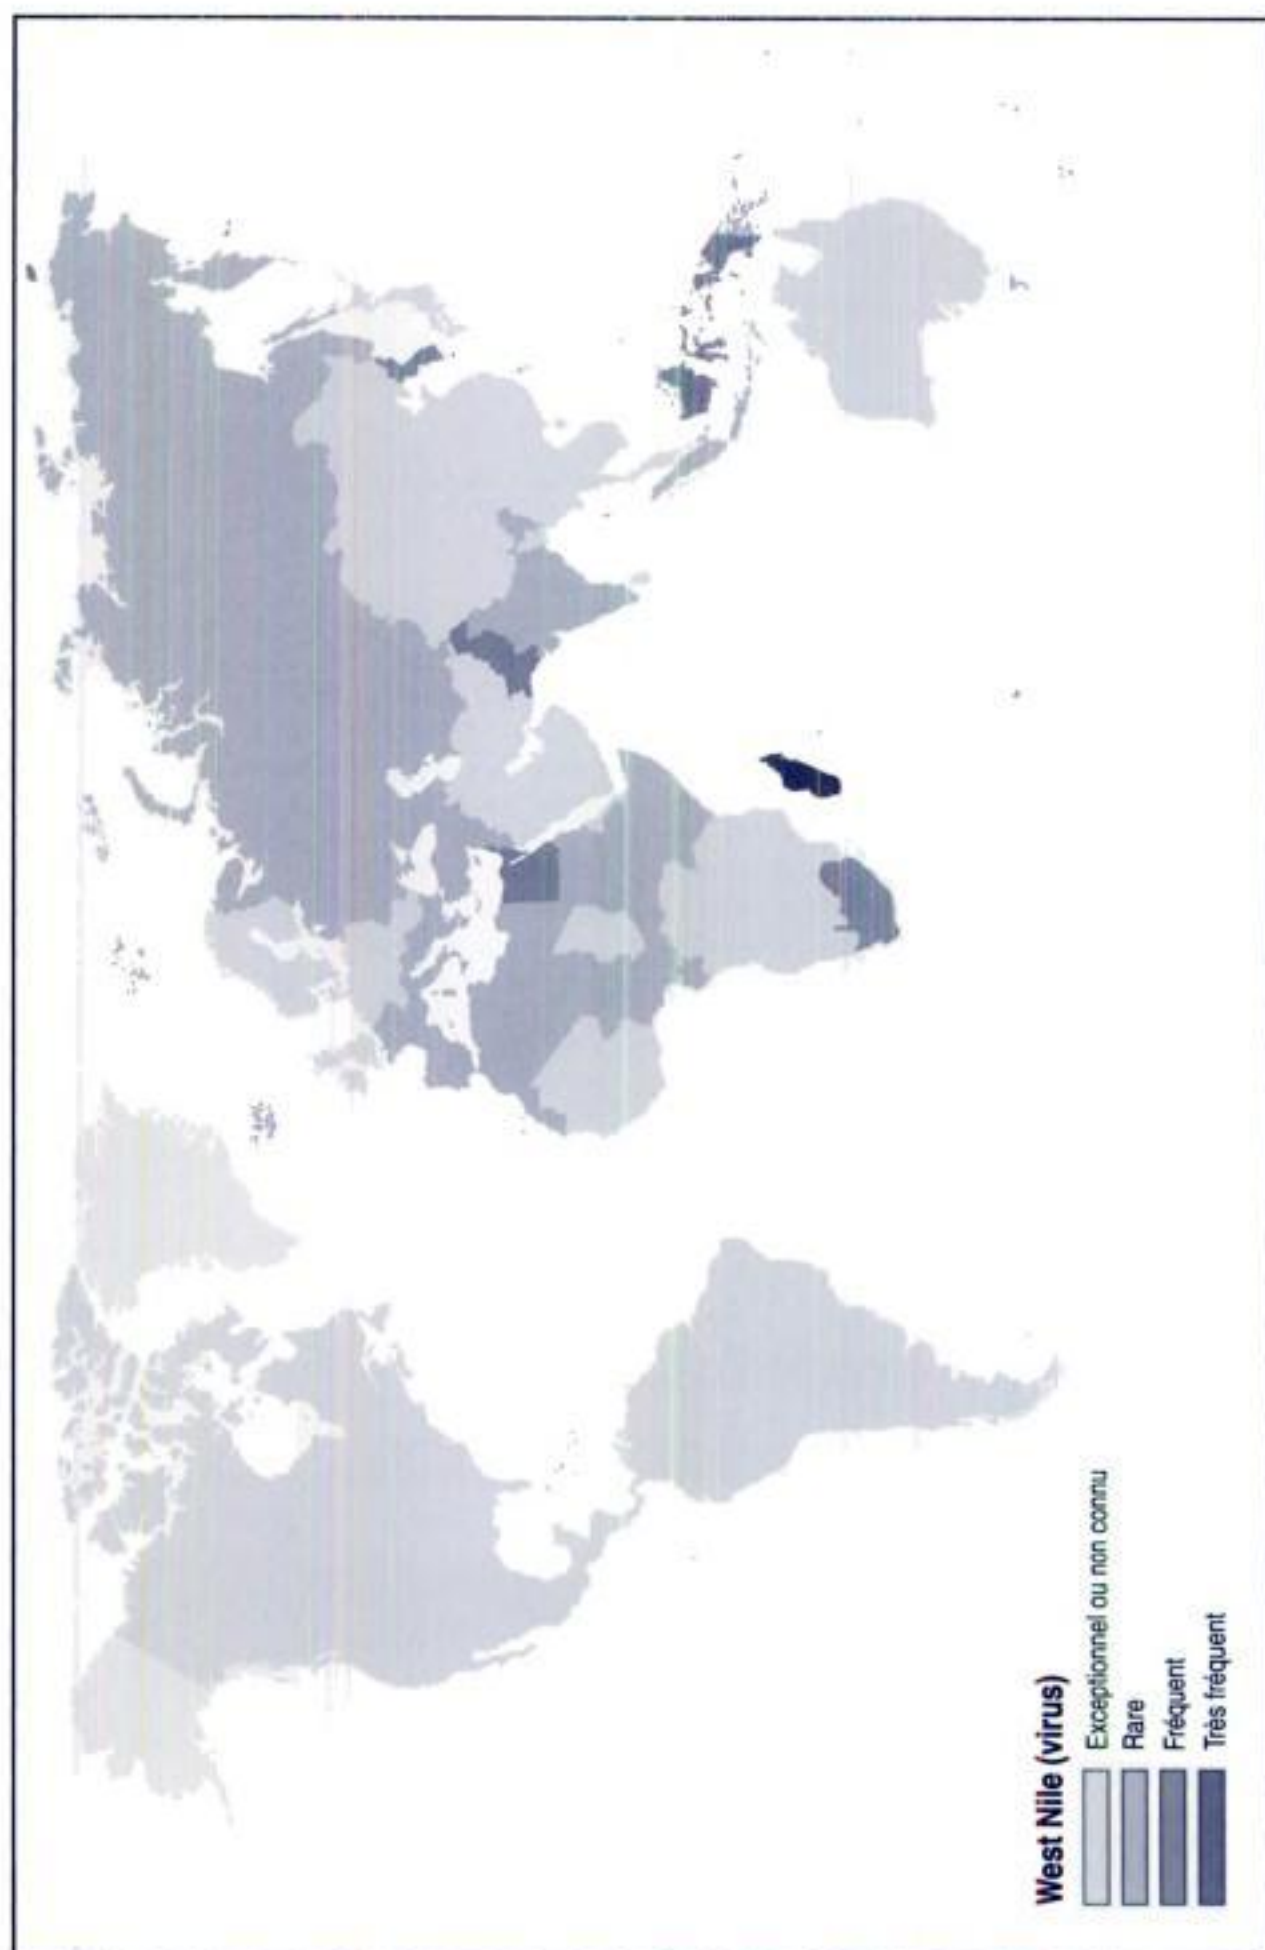 West Nile (virus)
Exceptionnel ou non connu
Rare
Fréquent
Très fréquent